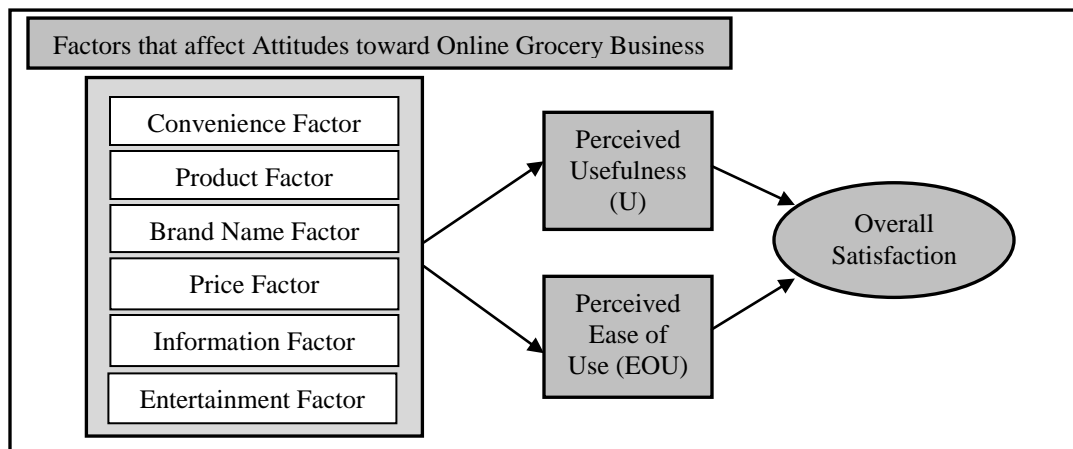 Factors that affect Attitudes toward Online Grocery Business
Convenience Factor
Product Factor
Brand Name Factor
Price Factor
Information Factor
Entertainment Factor
Perceived
Usefulness
(U)
Perceived
Ease of
Use (EOU)
Overall
Satisfaction